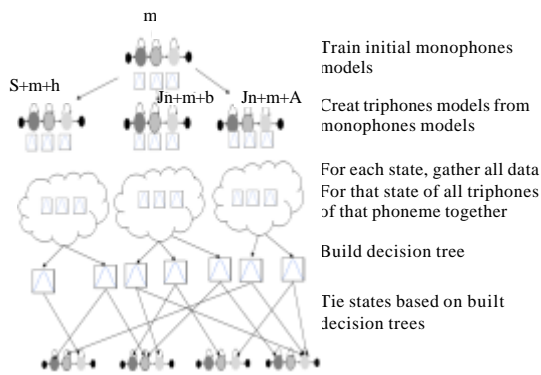 m
Train initial monophones
models
S+m+h
Jn+m+b
Jn+m+A
Creat triphones models from
monophones models
For each state, gather all data
For that state of all triphones
of that phoneme together
Build decision tree
Tie states based on built
decision trees